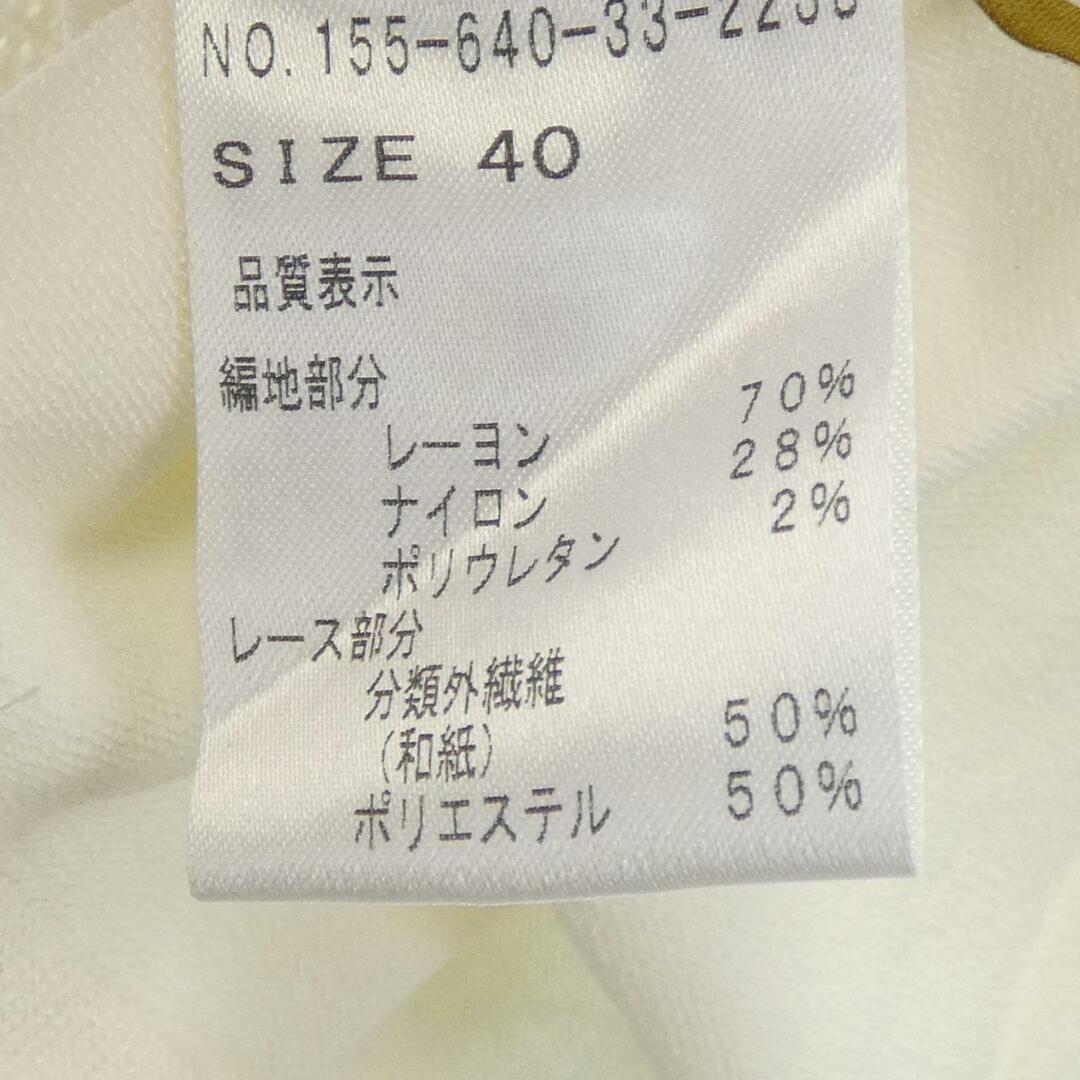 NO. 155-640-33-
SIZE 40
品質表示
編地部分
レーヨン 70%
ナイロン 28%
ポリウレタン 2%
レース部分
分類外繊維
(和紙) 50%
ポリエステル 50%